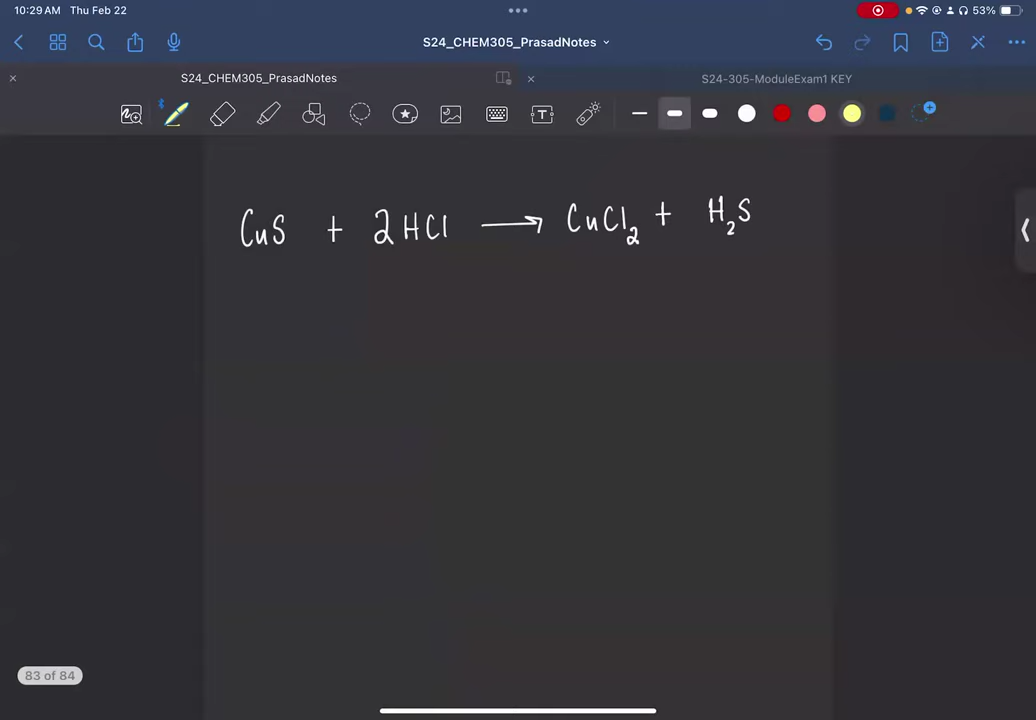 10:29 AM Thu Feb 22 53%
S24_CHEM305_PrasadNotes
S24_CHEM305_PrasadNotes S24-305-ModuleExam1 KEY
CuS + 2HCl → CuCl₂ + H₂S
83 of 84